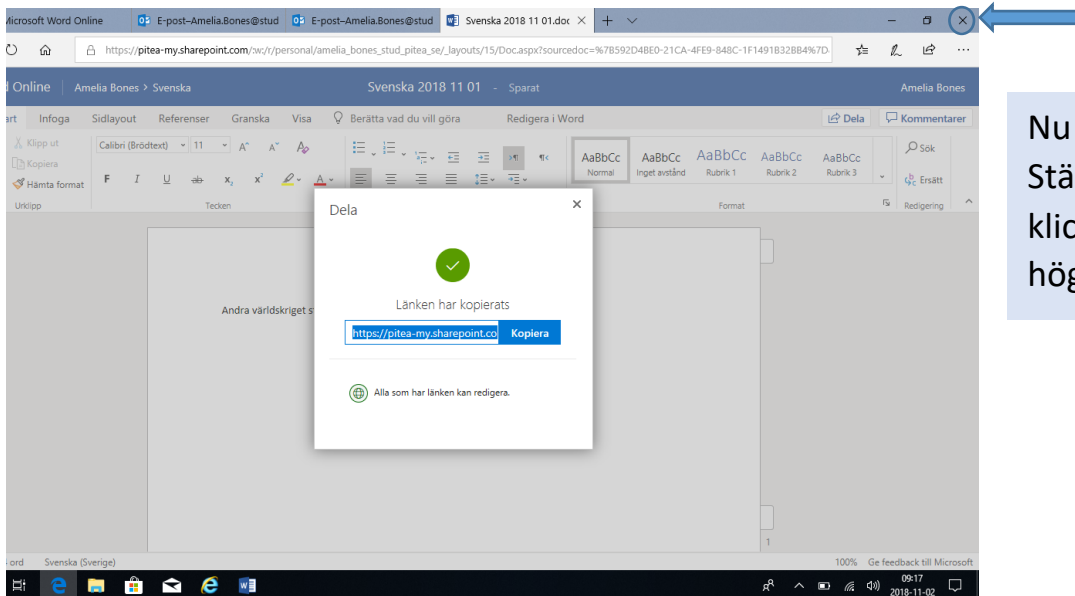 Microsoft Word Online E-post–Amelia.Bones@stud E-post–Amelia.Bones@stud Svenska 2018 11 01.doc
https://pitea-my.sharepoint.com/:w:/r/personal/amelia_bones_stud_pitea_se/_layouts/15/Doc.aspx?sourcedoc=%7B592D4BE0-21CA-4FE9-848C-1F1491B32BB4%7D
Online Amelia Bones > Svenska Svenska 2018 11 01 - Sparat Amelia Bones
Infoga Sidlayout Referenser Granska Visa Berätta vad du vill göra Redigera i Word Dela Kommentarer
Klipp ut
Kopiera
Hämta format
Urklipp
Calibri (Brödtext) 11 A^ A˅ A
F I U ab x₂ x² A
Tecken
AaBbCc AaBbCc AaBbCc AaBbCc AaBbCc
Normal Inget avstånd Rubrik 1 Rubrik 2 Rubrik 3
Format
Sök
Ersätt
Redigering
Andra världskriget s
Dela
Länken har kopierats
https://pitea-my.sharepoint.co Kopiera
Alla som har länken kan redigera.
1
ord Svenska (Sverige) 100% Ge feedback till Microsoft
09:17
2018-11-02
Nu
Stä
klic
hög